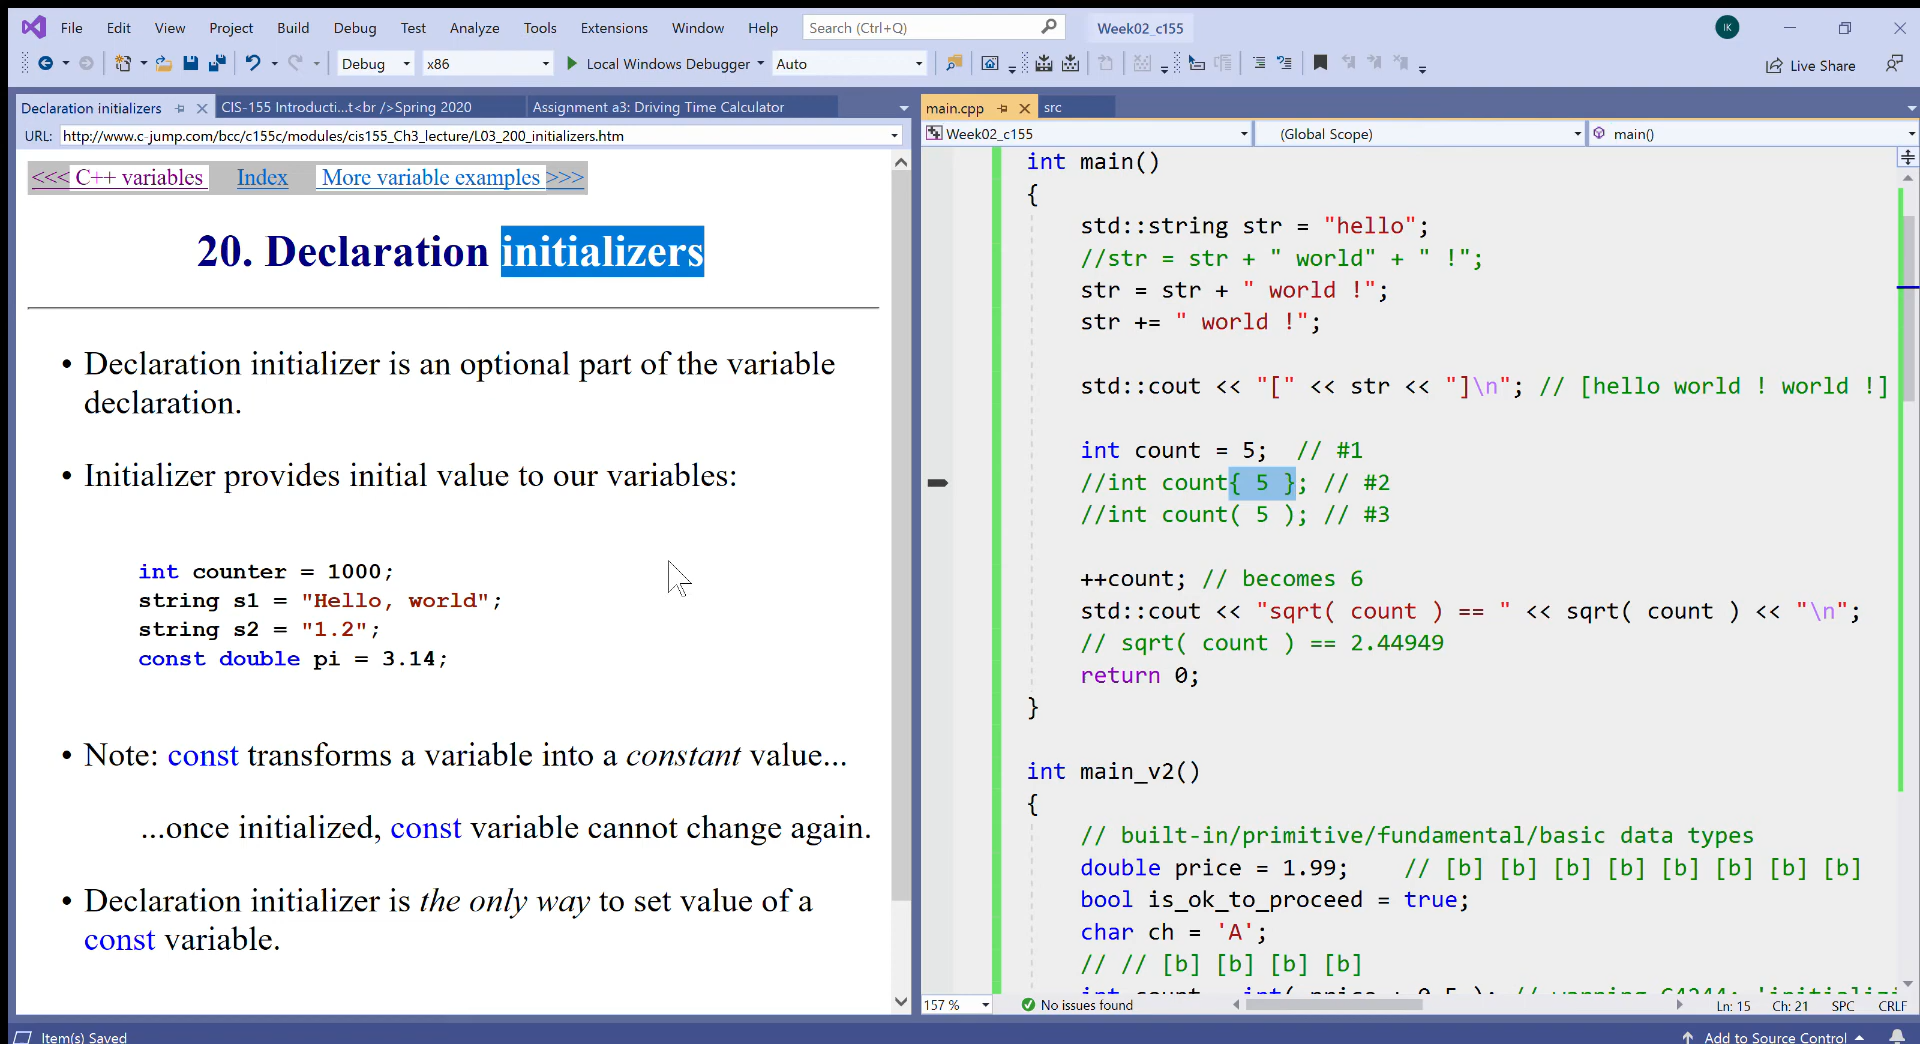 File Edit View Project Build Debug Test Analyze Tools Extensions Window Help Search (Ctrl+Q) Week02_c155 IK
Debug x86 Local Windows Debugger Auto Live Share
Declaration initializers CIS-155 Introducti...t<br />Spring 2020 Assignment a3: Driving Time Calculator
URL: http://www.c-jump.com/bcc/c155c/modules/cis155_Ch3_lecture/L03_200_initializers.htm
<<< C++ variables Index More variable examples >>>
20. Declaration initializers
• Declaration initializer is an optional part of the variable
declaration.
• Initializer provides initial value to our variables:
int counter = 1000;
string s1 = "Hello, world";
string s2 = "1.2";
const double pi = 3.14;
• Note: const transforms a variable into a constant value...
...once initialized, const variable cannot change again.
• Declaration initializer is the only way to set value of a
const variable.
main.cpp src
Week02_c155 (Global Scope) main()
int main()
{
std::string str = "hello";
//str = str + " world" + " !";
str = str + " world !";
str += " world !";
std::cout << "[" << str << "]\n"; // [hello world ! world !]
int count = 5; // #1
//int count{ 5 }; // #2
//int count( 5 ); // #3
++count; // becomes 6
std::cout << "sqrt( count ) == " << sqrt( count ) << "\n";
// sqrt( count ) == 2.44949
return 0;
}
int main_v2()
{
// built-in/primitive/fundamental/basic data types
double price = 1.99; // [b] [b] [b] [b] [b] [b] [b] [b]
bool is_ok_to_proceed = true;
char ch = 'A';
// // [b] [b] [b] [b]
int count = int( price + 0.5 ); // warning C4244: 'initializi
157 % No issues found Ln: 15 Ch: 21 SPC CRLF
Item(s) Saved Add to Source Control